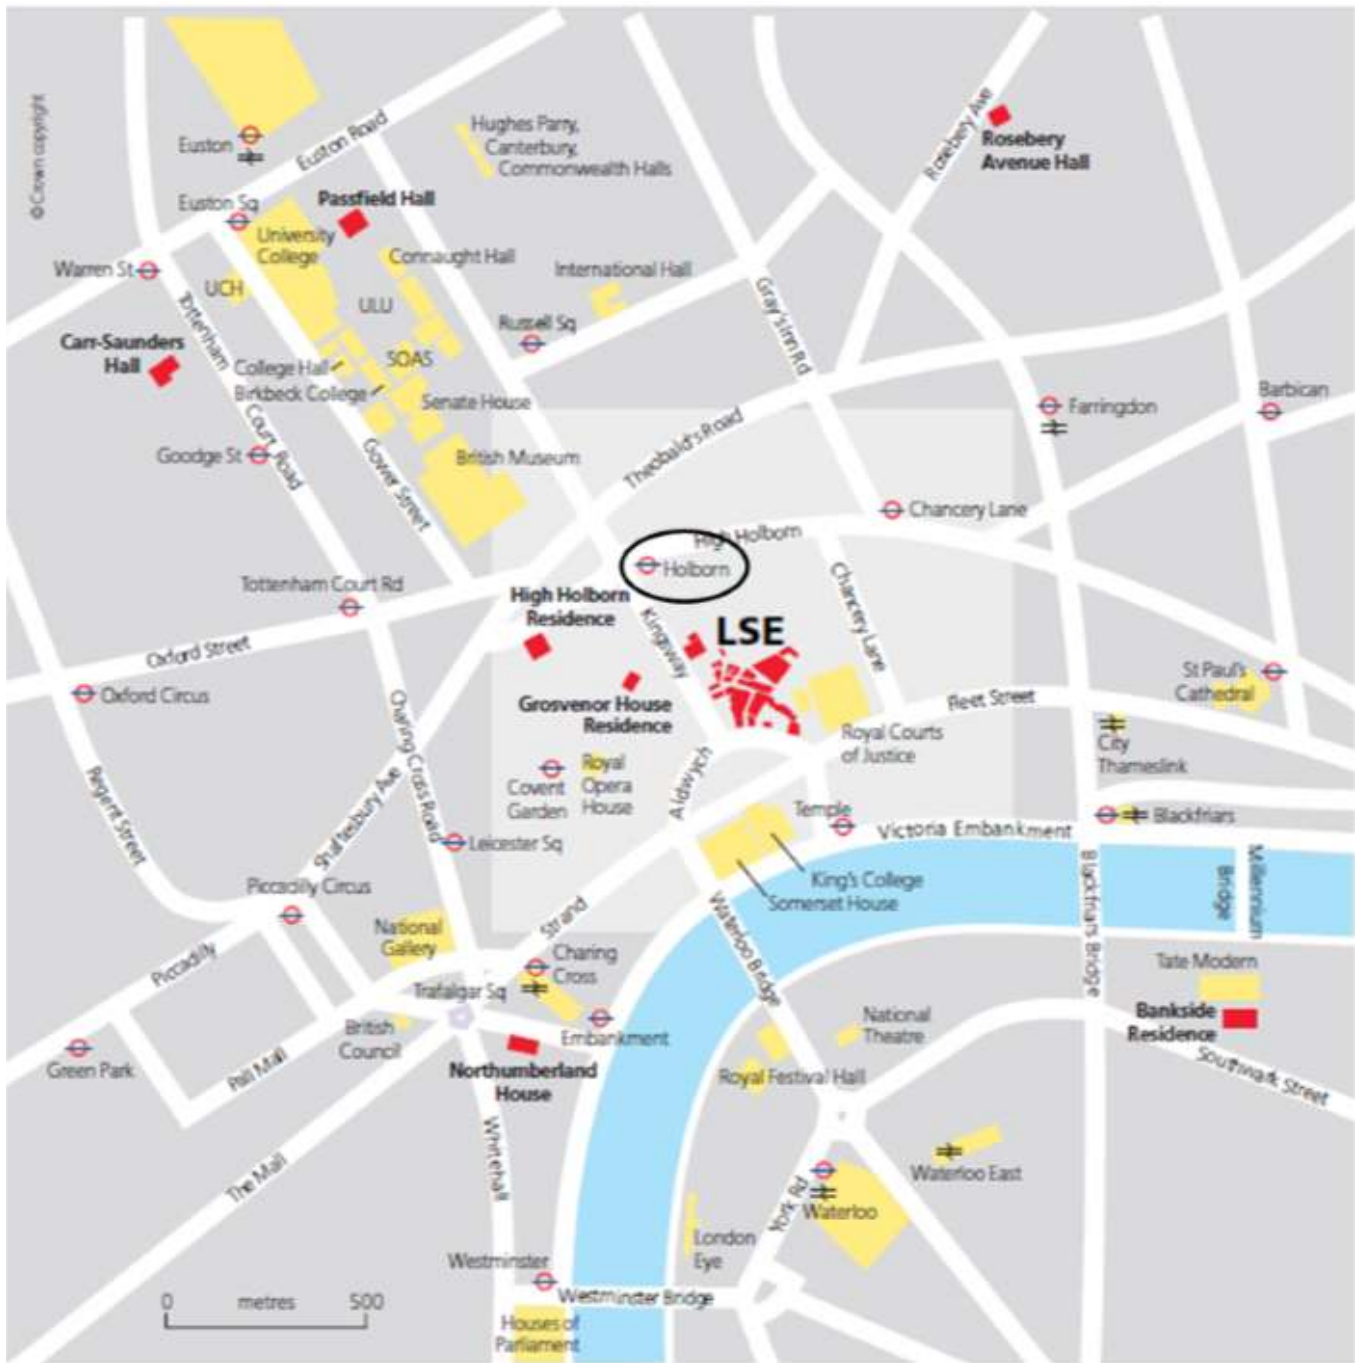 ©Crown copyright
Euston
Euston Road
Hughes Parry,
Canterbury,
Commonwealth Halls
Rosebery Ave
Rosebery
Avenue Hall
Euston Sq
Passfield Hall
University
College
Warren St
UCH
Connaught Hall
International Hall
Gray's Inn Rd
ULU
Tottenham
Court Road
Carr-Saunders
Hall
Russell Sq
College Hall
SOAS
Birkbeck College
Senate House
Farringdon
Barbican
Goodge St
Gower Street
British Museum
Theobald's Road
Chancery Lane
High Holborn
Holborn
Tottenham Court Rd
High Holborn
Residence
Kingsway
LSE
Chancery Lane
Oxford Street
Oxford Circus
Charing Cross Road
Grosvenor House
Residence
Fleet Street
St Paul's
Cathedral
Royal Courts
of Justice
City
Thameslink
Regent Street
Shaftesbury Ave
Covent
Garden
Royal
Opera
House
Aldwych
Temple
Victoria Embankment
Blackfriars
Leicester Sq
Piccadilly Circus
King's College
Somerset House
Blackfriars Bridge
Millennium
Bridge
National
Gallery
Strand
Waterloo Bridge
Piccadilly
Charing
Cross
Trafalgar Sq
Tate Modern
Bankside
Residence
British
Council
Embankment
National
Theatre
Green Park
Pall Mall
Northumberland
House
Royal Festival Hall
Southwark Street
The Mall
Whitehall
Waterloo East
York Rd
Waterloo
London
Eye
Westminster
Westminster Bridge
0 metres 500
Houses of
Parliament